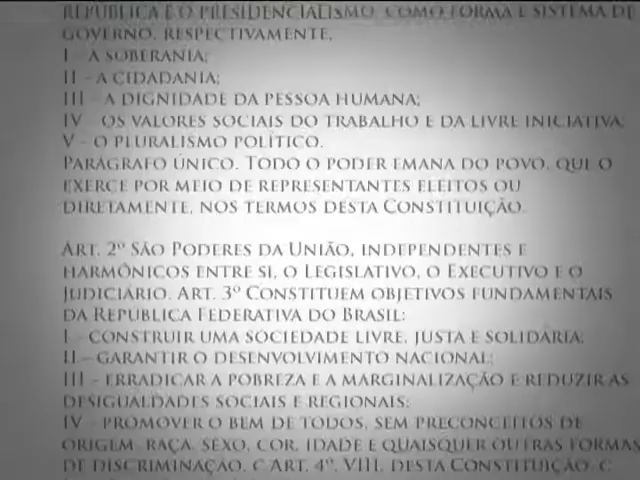 REPÚBLICA E O PRESIDENCIALISMO, COMO FORMA E SISTEMA DE
GOVERNO, RESPECTIVAMENTE,
I - A SOBERANIA;
II - A CIDADANIA;
III - A DIGNIDADE DA PESSOA HUMANA;
IV - OS VALORES SOCIAIS DO TRABALHO E DA LIVRE INICIATIVA;
V - O PLURALISMO POLÍTICO.
PARÁGRAFO ÚNICO. TODO O PODER EMANA DO POVO, QUE O
EXERCE POR MEIO DE REPRESENTANTES ELEITOS OU
DIRETAMENTE, NOS TERMOS DESTA CONSTITUIÇÃO.
ART. 2º SÃO PODERES DA UNIÃO, INDEPENDENTES E
HARMÔNICOS ENTRE SI, O LEGISLATIVO, O EXECUTIVO E O
JUDICIÁRIO. ART. 3º CONSTITUEM OBJETIVOS FUNDAMENTAIS
DA REPÚBLICA FEDERATIVA DO BRASIL:
I - CONSTRUIR UMA SOCIEDADE LIVRE, JUSTA E SOLIDÁRIA;
II - GARANTIR O DESENVOLVIMENTO NACIONAL;
III - ERRADICAR A POBREZA E A MARGINALIZAÇÃO E REDUZIR AS
DESIGUALDADES SOCIAIS E REGIONAIS;
IV - PROMOVER O BEM DE TODOS, SEM PRECONCEITOS DE
ORIGEM, RAÇA, SEXO, COR, IDADE E QUAISQUER OUTRAS FORMAS
DE DISCRIMINAÇÃO. C ART. 4º, VIII, DESTA CONSTITUIÇÃO. C